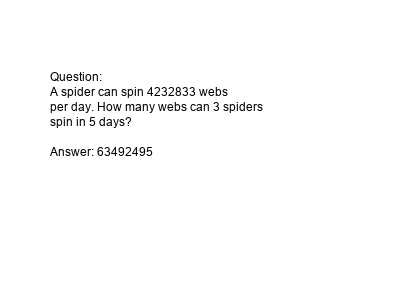 Question:
A spider can spin 4232833 webs
per day. How many webs can 3 spiders
spin in 5 days?
Answer: 63492495